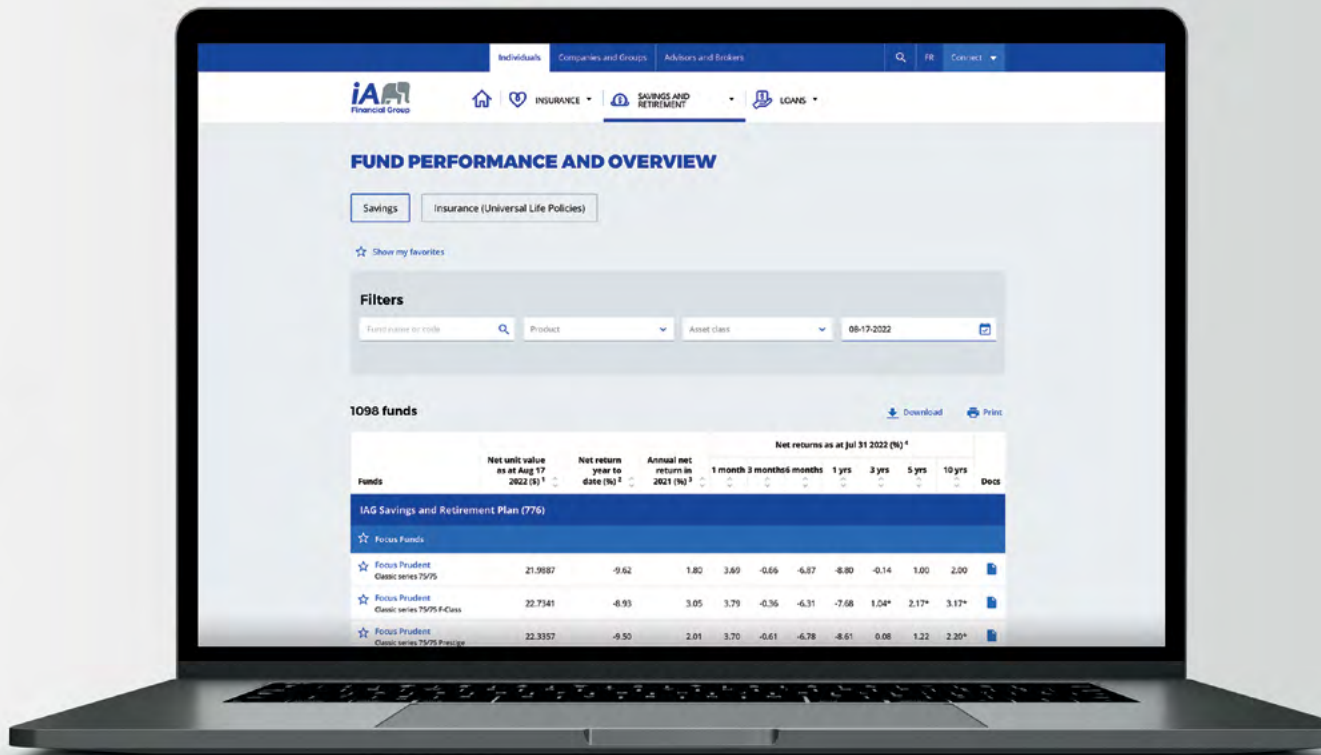 Individuals Companies and Groups Advisors and Brokers FR Connect
iA
Financial Group
INSURANCE
SAVINGS AND
RETIREMENT
LOANS
FUND PERFORMANCE AND OVERVIEW
Savings Insurance (Universal Life Policies)
Show my favorites
Filters
Fund name or code Product Asset class 08-17-2022
1098 funds Download Print
Net returns as at Jul 31 2022 (%) 4
Funds
Net unit value
as at Aug 17
2022 ($) 1
Net return
year to
date (%) 2
Annual net
return in
2021 (%) 3
1 month 3 months 6 months 1 yrs 3 yrs 5 yrs 10 yrs Docs
IAG Savings and Retirement Plan (776)
Focus Funds
Focus Prudent
Classic series 75/75
21.9887 -9.62 1.80 3.69 -0.66 -6.87 -8.80 -0.14 1.00 2.00
Focus Prudent
Classic series 75/75 F-Class
22.7341 -8.93 3.05 3.79 -0.36 -6.31 -7.68 1.04* 2.17* 3.17*
Focus Prudent
Classic series 75/75 Prestige
22.3357 -9.50 2.01 3.70 -0.61 -6.78 -8.61 0.08 1.22 2.20*